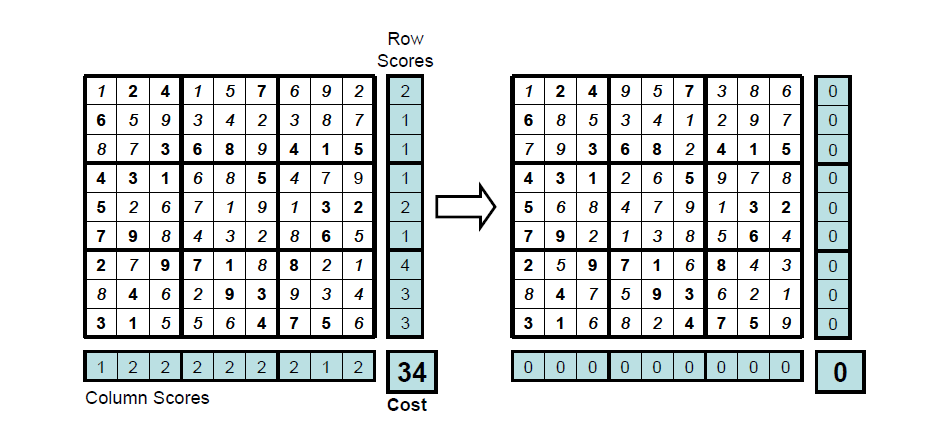 Row
Scores
1 2 4 1 5 7 6 9 2 2 1 2 4 9 5 7 3 8 6 0
6 5 9 3 4 2 3 8 7 1 6 8 5 3 4 1 2 9 7 0
8 7 3 6 8 9 4 1 5 1 7 9 3 6 8 2 4 1 5 0
4 3 1 6 8 5 4 7 9 1 4 3 1 2 6 5 9 7 8 0
5 2 6 7 1 9 1 3 2 2 5 6 8 4 7 9 1 3 2 0
7 9 8 4 3 2 8 6 5 1 7 9 2 1 3 8 5 6 4 0
2 7 9 7 1 8 8 2 1 4 2 5 9 7 1 6 8 4 3 0
8 4 6 2 9 3 9 3 4 3 8 4 7 5 9 3 6 2 1 0
3 1 5 5 6 4 7 5 6 3 3 1 6 8 2 4 7 5 9 0
1 2 2 2 2 2 2 1 2 34 0 0 0 0 0 0 0 0 0 0
Column Scores Cost